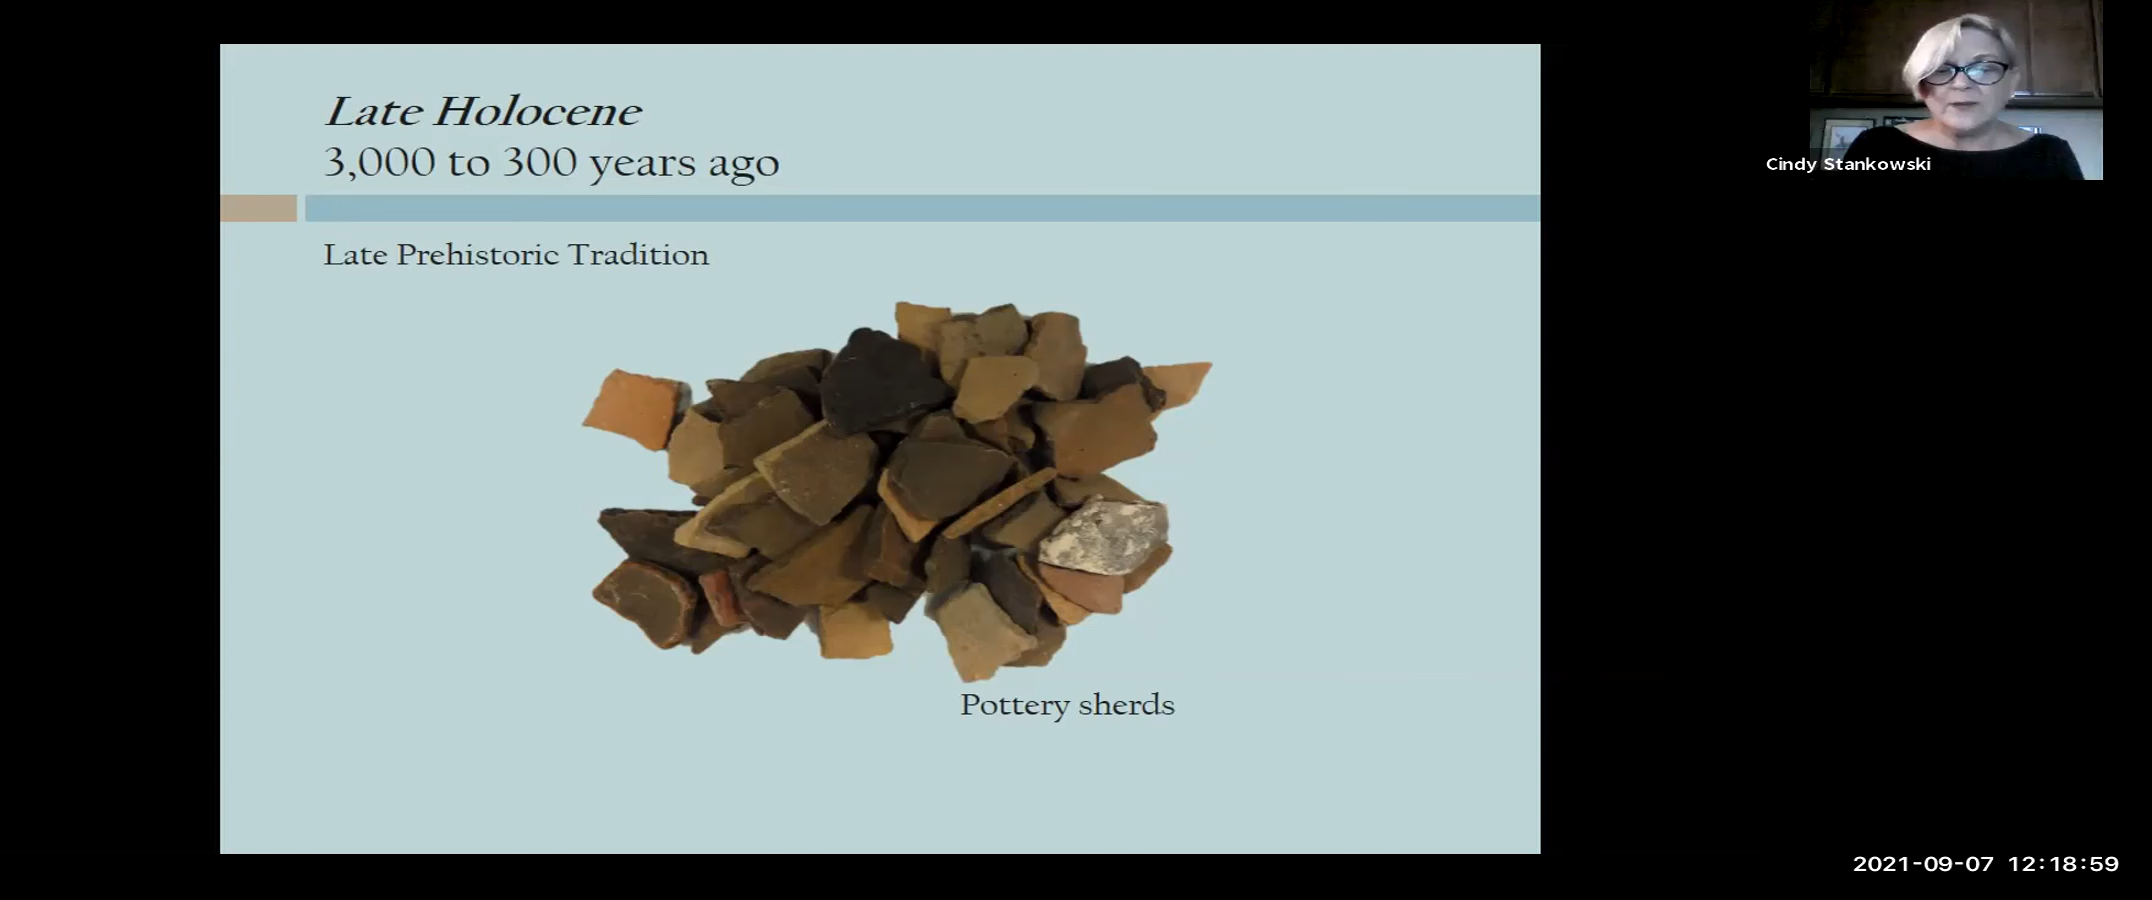 Late Holocene
3,000 to 300 years ago
Late Prehistoric Tradition
Pottery sherds
Cindy Stankowski
2021-09-07 12:18:59